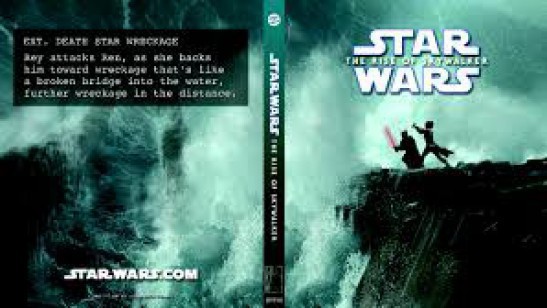 EXT. DEATH STAR WRECKAGE
Rey attacks Ren, as she backs
him toward wreckage that's like
a broken bridge into the water,
further wreckage in the distance.
STAR.WARS.COM
STAR WARS THE RISE OF SKYWALKER
STAR
THE RISE OF SKYWALKER
WARS